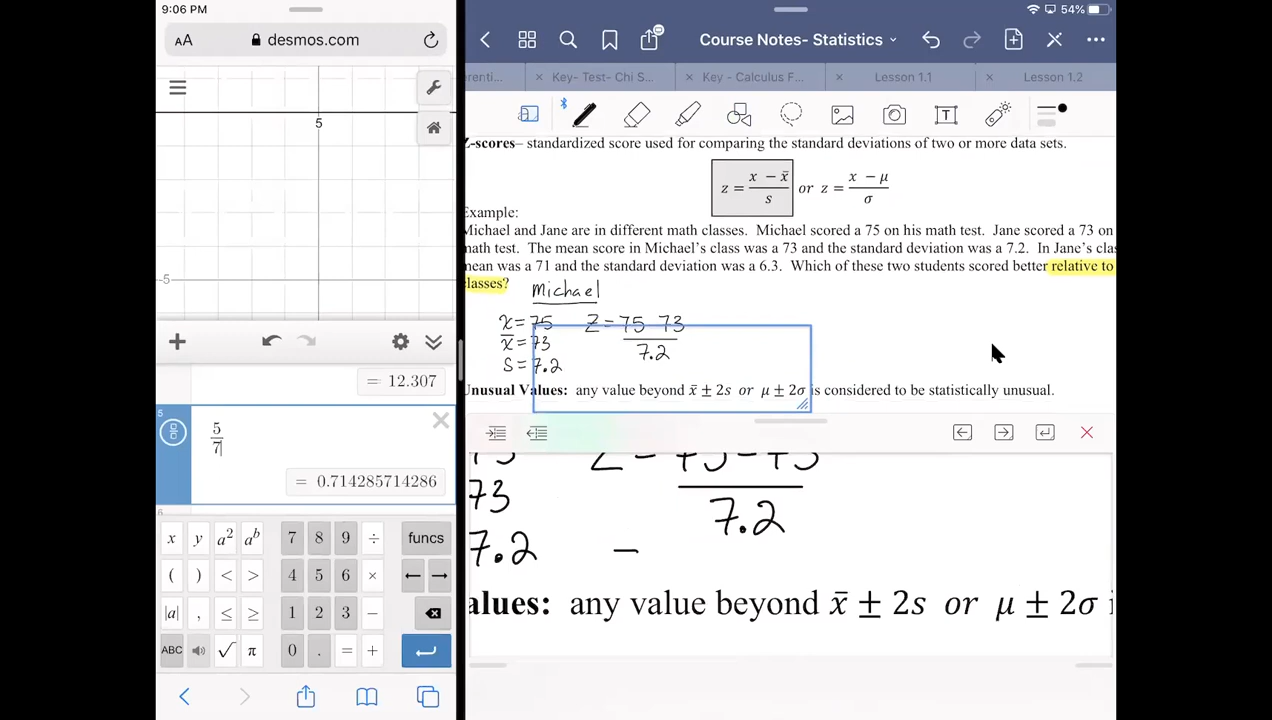 9:06 PM
54%
AA desmos.com
Course Notes- Statistics
Key- Test- Chi S...
Key - Calculus F...
Lesson 1.1
Lesson 1.2
5
-5
= 12.307
5
5
7
= 0.714285714286
x y a² a^b 7 8 9 ÷ funcs
( ) < > 4 5 6 × ← →
|a| , ≤ ≥ 1 2 3 −
ABC √ π 0 . = +
Z-scores– standardized score used for comparing the standard deviations of two or more data sets.
z = (x − x̄)/s or z = (x − μ)/σ
Example:
Michael and Jane are in different math classes. Michael scored a 75 on his math test. Jane scored a 73 on
math test. The mean score in Michael's class was a 73 and the standard deviation was a 7.2. In Jane's clas
mean was a 71 and the standard deviation was a 6.3. Which of these two students scored better relative to
classes?
Michael
x = 75 Z = 75 73
x̄ = 73
7.2
s = 7.2
Unusual Values: any value beyond x̄ ± 2s or μ ± 2σ is considered to be statistically unusual.
Z = 75-73
73
7.2
7.2 –
alues: any value beyond x̄ ± 2s or μ ± 2σ i